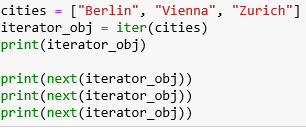 cities = ["Berlin", "Vienna", "Zurich"]
iterator_obj = iter(cities)
print(iterator_obj)

print(next(iterator_obj))
print(next(iterator_obj))
print(next(iterator_obj))